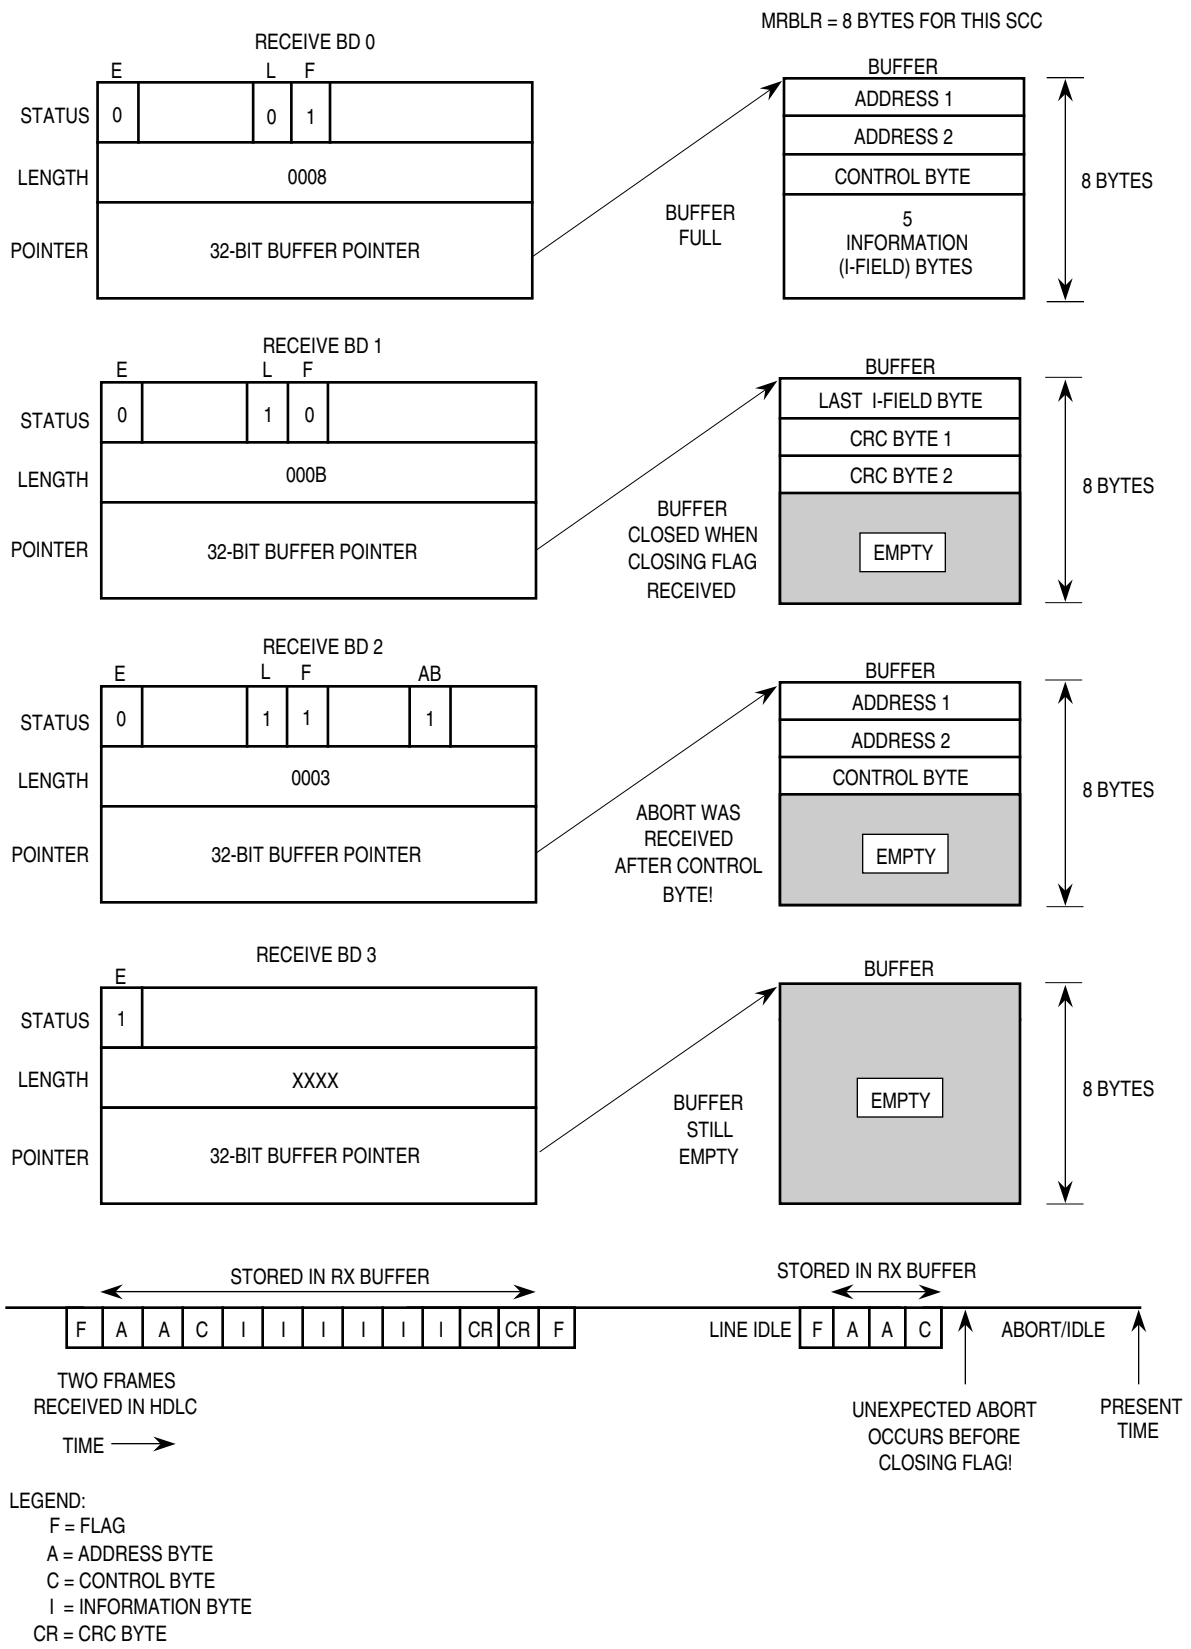 MRBLR = 8 BYTES FOR THIS SCC
RECEIVE BD 0
E L F
STATUS 0 0 1
LENGTH 0008
POINTER 32-BIT BUFFER POINTER
BUFFER
FULL
BUFFER
ADDRESS 1
ADDRESS 2
CONTROL BYTE
5
INFORMATION
(I-FIELD) BYTES
8 BYTES
RECEIVE BD 1
E L F
STATUS 0 1 0
LENGTH 000B
POINTER 32-BIT BUFFER POINTER
BUFFER
CLOSED WHEN
CLOSING FLAG
RECEIVED
BUFFER
LAST I-FIELD BYTE
CRC BYTE 1
CRC BYTE 2
EMPTY
8 BYTES
RECEIVE BD 2
E L F AB
STATUS 0 1 1 1
LENGTH 0003
POINTER 32-BIT BUFFER POINTER
ABORT WAS
RECEIVED
AFTER CONTROL
BYTE!
BUFFER
ADDRESS 1
ADDRESS 2
CONTROL BYTE
EMPTY
8 BYTES
RECEIVE BD 3
E
STATUS 1
LENGTH XXXX
POINTER 32-BIT BUFFER POINTER
BUFFER
STILL
EMPTY
BUFFER
EMPTY
8 BYTES
STORED IN RX BUFFER
F A A C I I I I I I CR CR F
STORED IN RX BUFFER
LINE IDLE F A A C ABORT/IDLE
TWO FRAMES
RECEIVED IN HDLC
TIME
UNEXPECTED ABORT
OCCURS BEFORE
CLOSING FLAG!
PRESENT
TIME
LEGEND:
F = FLAG
A = ADDRESS BYTE
C = CONTROL BYTE
I = INFORMATION BYTE
CR = CRC BYTE